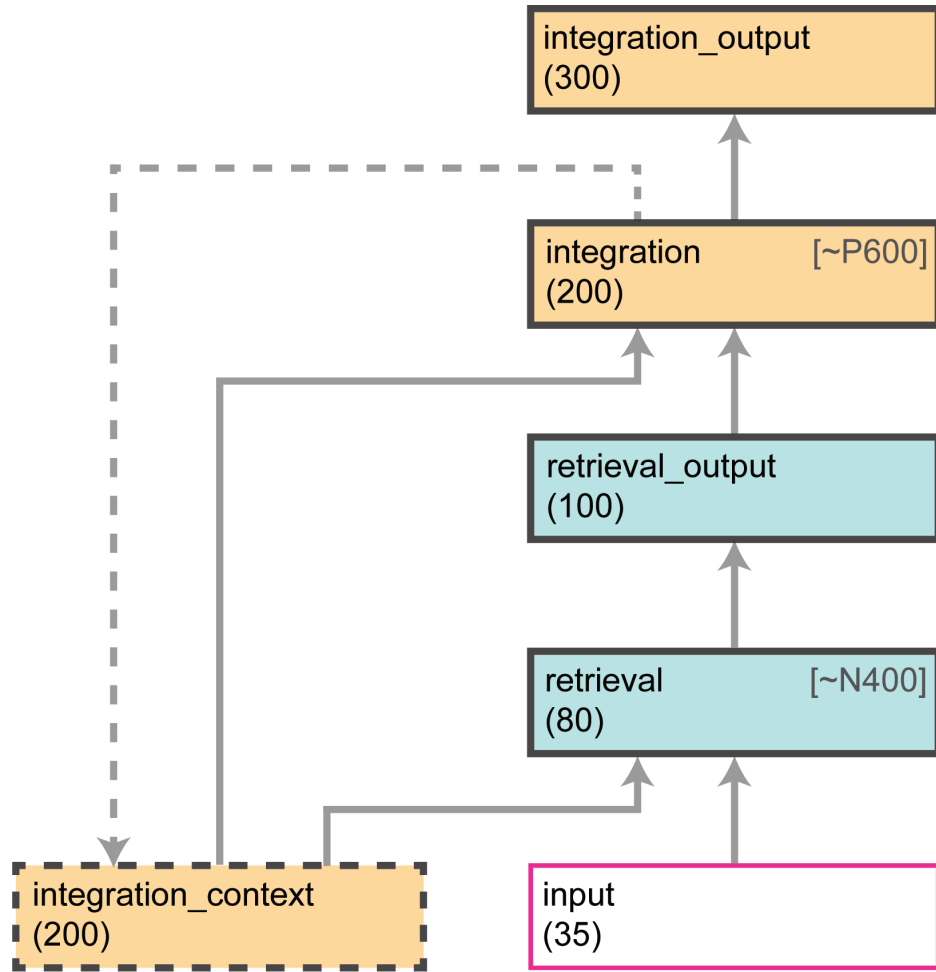 integration_output
(300)
integration [~P600]
(200)
retrieval_output
(100)
retrieval [~N400]
(80)
integration_context
(200)
input
(35)